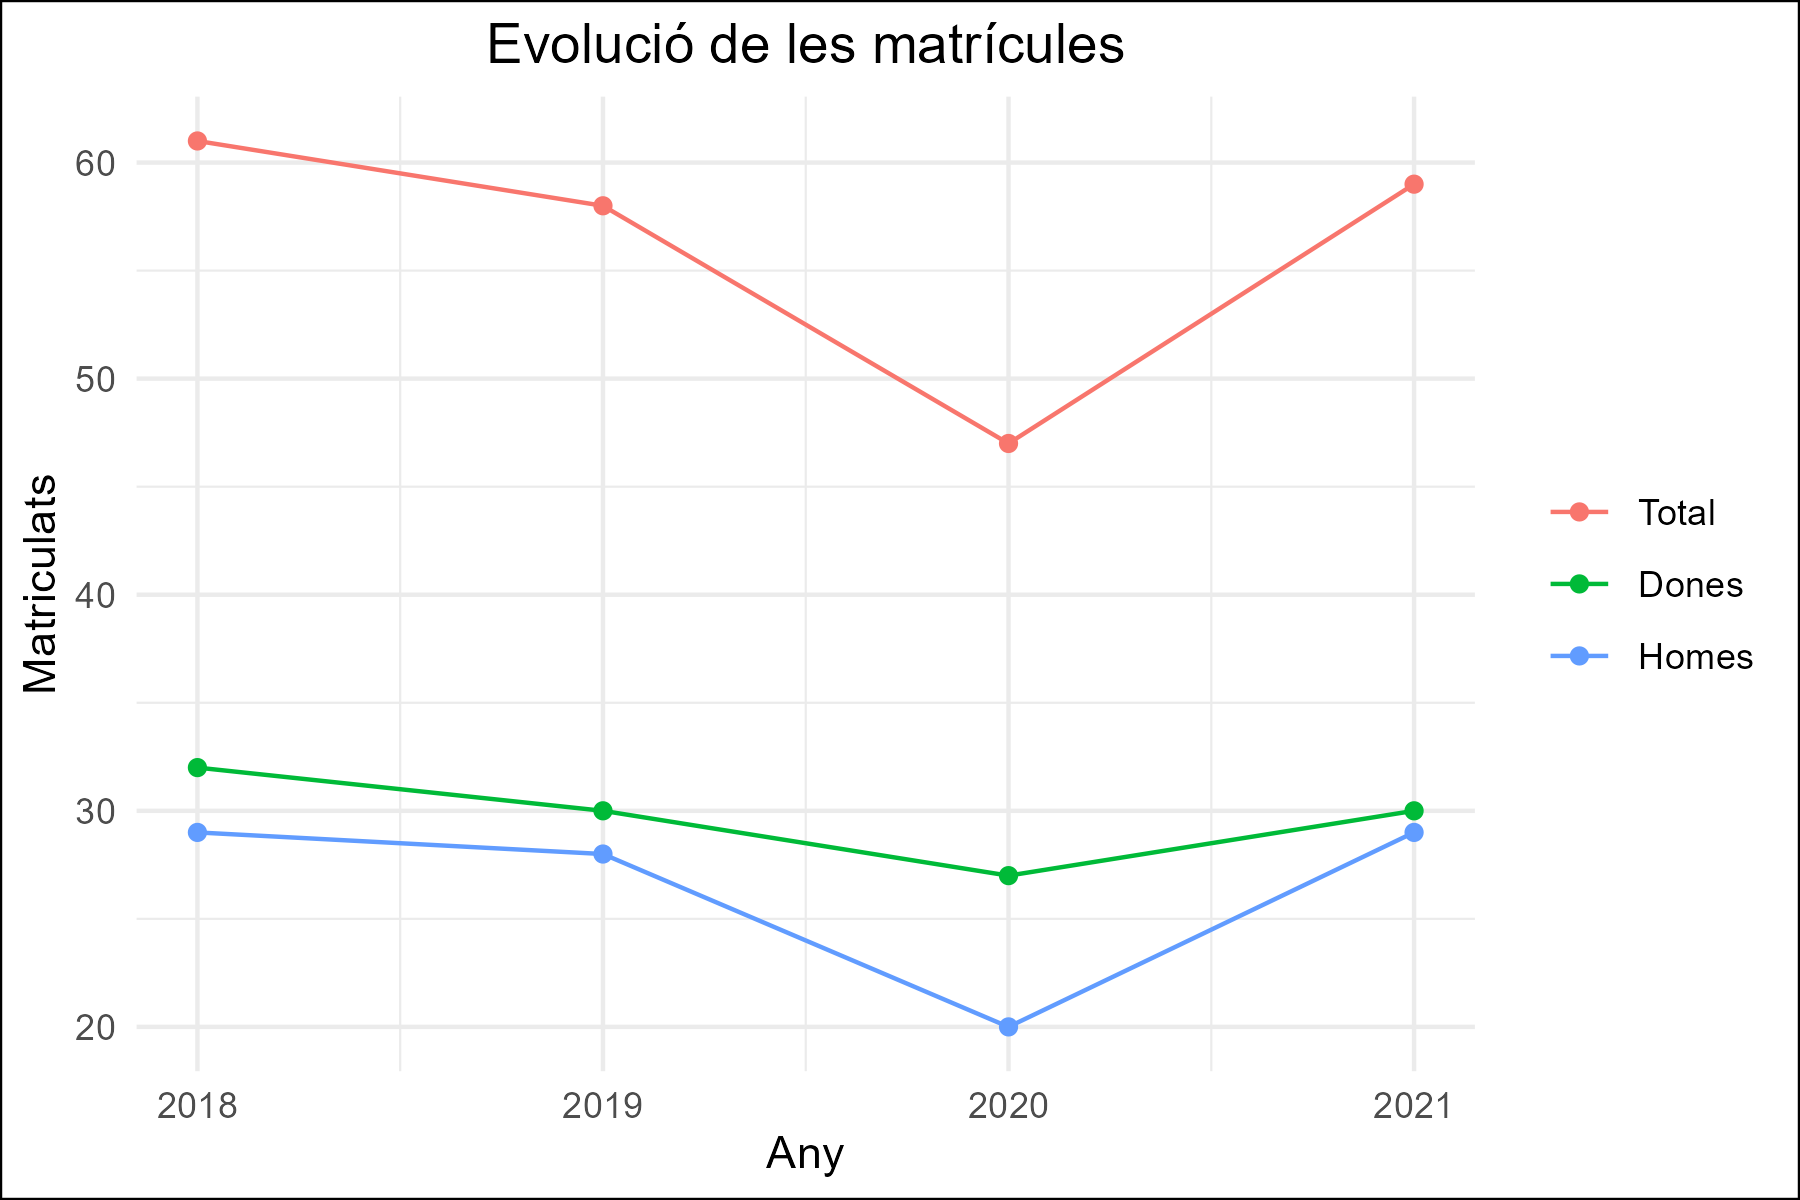 Evolució de les matrícules
Matriculats
60
50
40
30
20
2018 2019 2020 2021
Any
Total
Dones
Homes